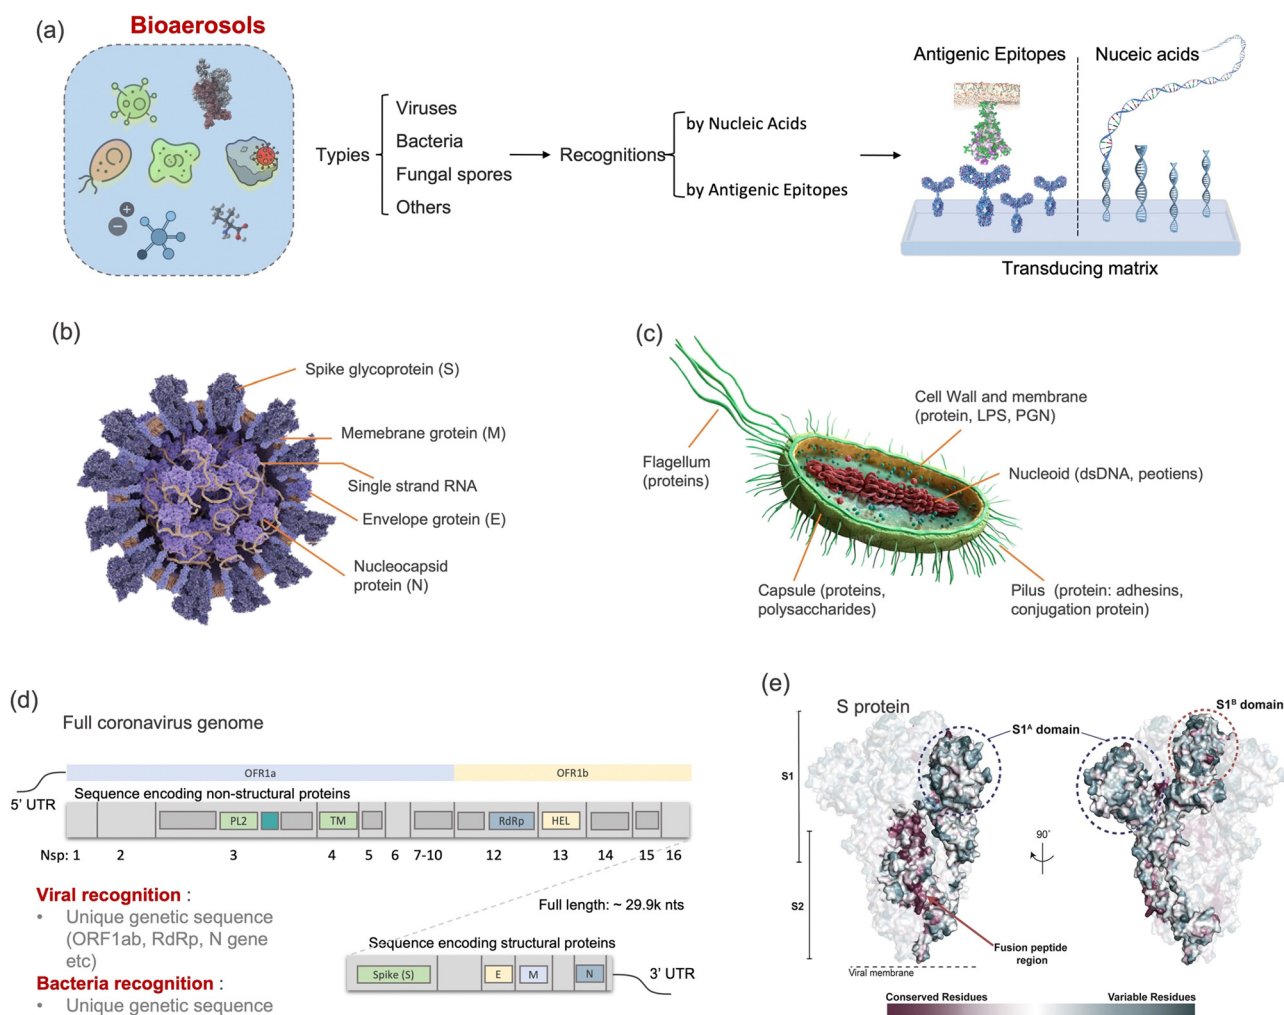 (a)
Bioaerosols
Typies
Viruses
Bacteria
Fungal spores
Others
Recognitions
by Nucleic Acids
by Antigenic Epitopes
Antigenic Epitopes
Nuceic acids
Transducing matrix
(b)
Spike glycoprotein (S)
Memebrane grotein (M)
Single strand RNA
Envelope grotein (E)
Nucleocapsid
protein (N)
(c)
Flagellum
(proteins)
Cell Wall and membrane
(protein, LPS, PGN)
Nucleoid (dsDNA, peotiens)
Capsule (proteins,
polysaccharides)
Pilus (protein: adhesins,
conjugation protein)
(d)
Full coronavirus genome
OFR1a
OFR1b
5' UTR
Sequence encoding non-structural proteins
PL2
TM
RdRp
HEL
Nsp: 1 2 3 4 5 6 7-10 12 13 14 15 16
Full length: ~ 29.9k nts
Sequence encoding structural proteins
Spike (S)
E
M
N
3' UTR
Viral recognition :
• Unique genetic sequence
(ORF1ab, RdRp, N gene
etc)
Bacteria recognition :
• Unique genetic sequence
(e)
S protein
S1ᴬ domain
S1ᴮ domain
S1
S2
90°
Fusion peptide
region
Viral membrane
Conserved Residues
Variable Residues